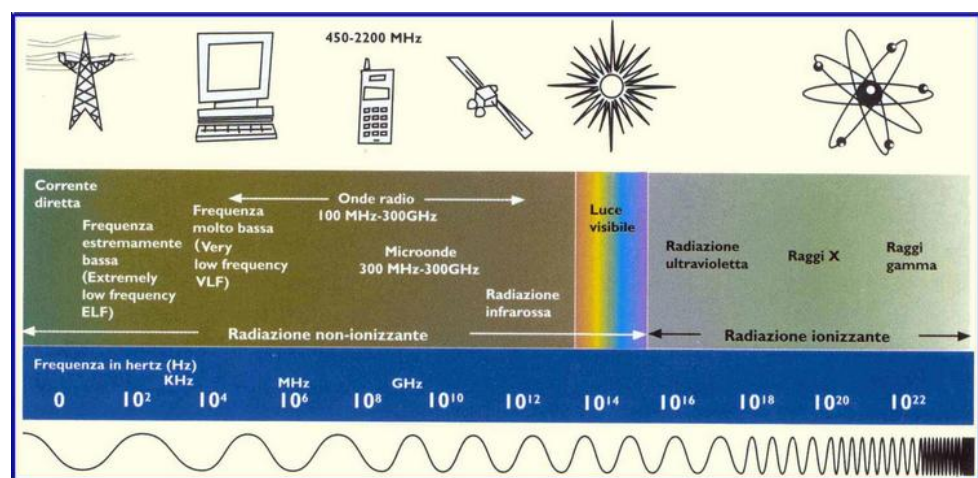 450-2200 MHz
Corrente
diretta
Frequenza
estremamente
bassa
(Extremely
low frequency
ELF)
Frequenza
molto bassa
(Very
low frequency
VLF)
Onde radio
100 MHz-300GHz
Microonde
300 MHz-300GHz
Radiazione
infrarossa
Luce
visibile
Radiazione
ultravioletta
Raggi X
Raggi
gamma
Radiazione non-ionizzante
Radiazione ionizzante
Frequenza in hertz (Hz)
KHz MHz GHz
0 10² 10⁴ 10⁶ 10⁸ 10¹⁰ 10¹² 10¹⁴ 10¹⁶ 10¹⁸ 10²⁰ 10²²